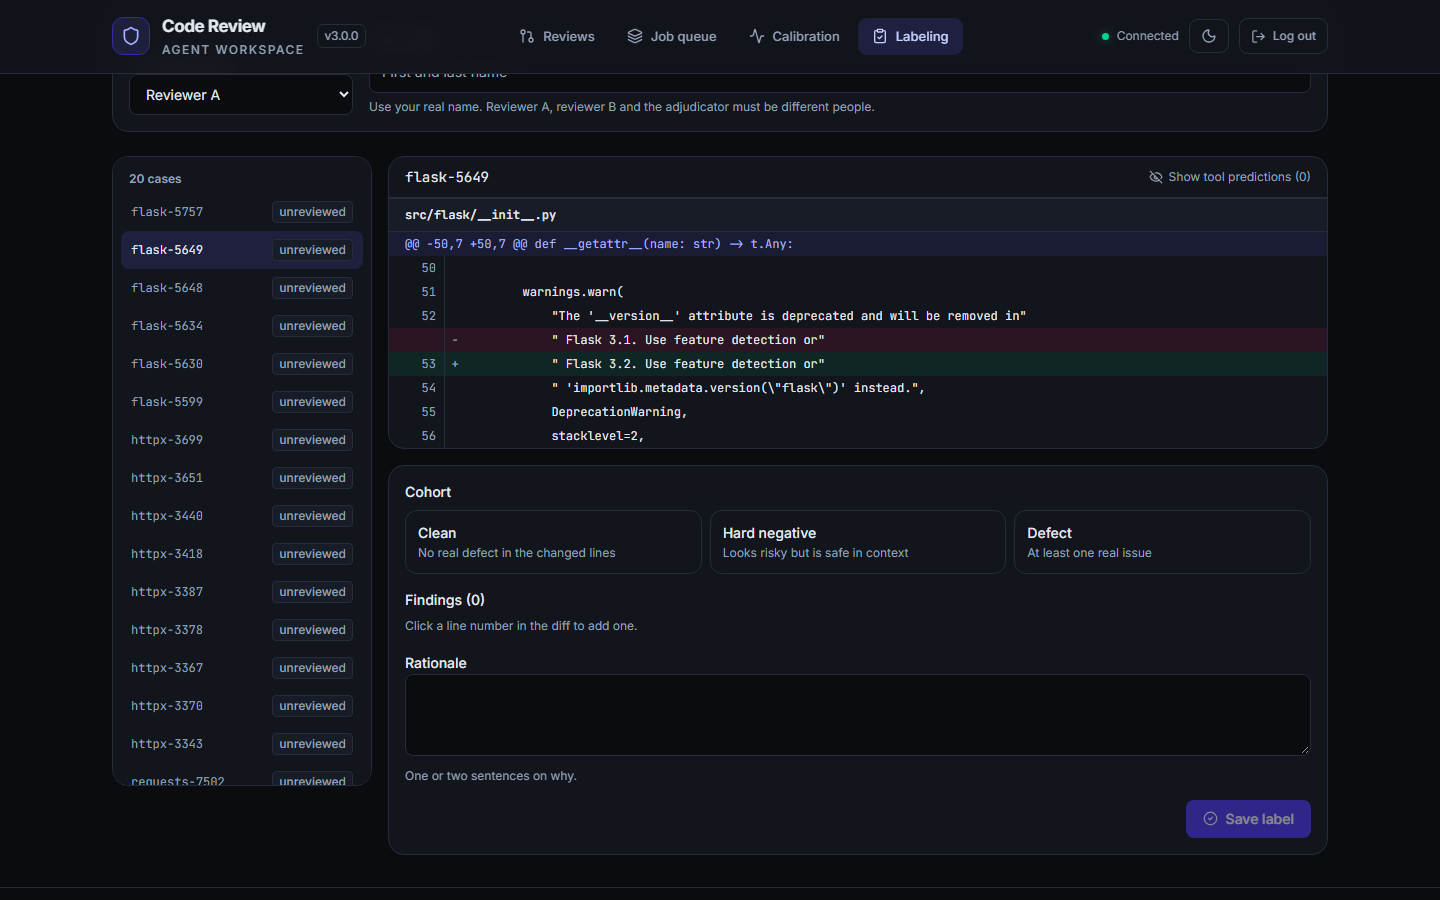 Code Review
AGENT WORKSPACE
v3.0.0
Reviews
Job queue
Calibration
Labeling
Connected
Log out
Reviewer A
First and last name
Use your real name. Reviewer A, reviewer B and the adjudicator must be different people.
20 cases
flask-5757 unreviewed
flask-5649 unreviewed
flask-5648 unreviewed
flask-5634 unreviewed
flask-5630 unreviewed
flask-5599 unreviewed
httpx-3699 unreviewed
httpx-3651 unreviewed
httpx-3440 unreviewed
httpx-3418 unreviewed
httpx-3387 unreviewed
httpx-3378 unreviewed
httpx-3367 unreviewed
httpx-3370 unreviewed
httpx-3343 unreviewed
requests-7502 unreviewed
flask-5649
Show tool predictions (0)
src/flask/__init__.py
@@ -50,7 +50,7 @@ def __getattr__(name: str) -> t.Any:
50
51 warnings.warn(
52 "The '__version__' attribute is deprecated and will be removed in"
- " Flask 3.1. Use feature detection or"
53 + " Flask 3.2. Use feature detection or"
54 " 'importlib.metadata.version(\"flask\")' instead.",
55 DeprecationWarning,
56 stacklevel=2,
Cohort
Clean
No real defect in the changed lines
Hard negative
Looks risky but is safe in context
Defect
At least one real issue
Findings (0)
Click a line number in the diff to add one.
Rationale
One or two sentences on why.
Save label